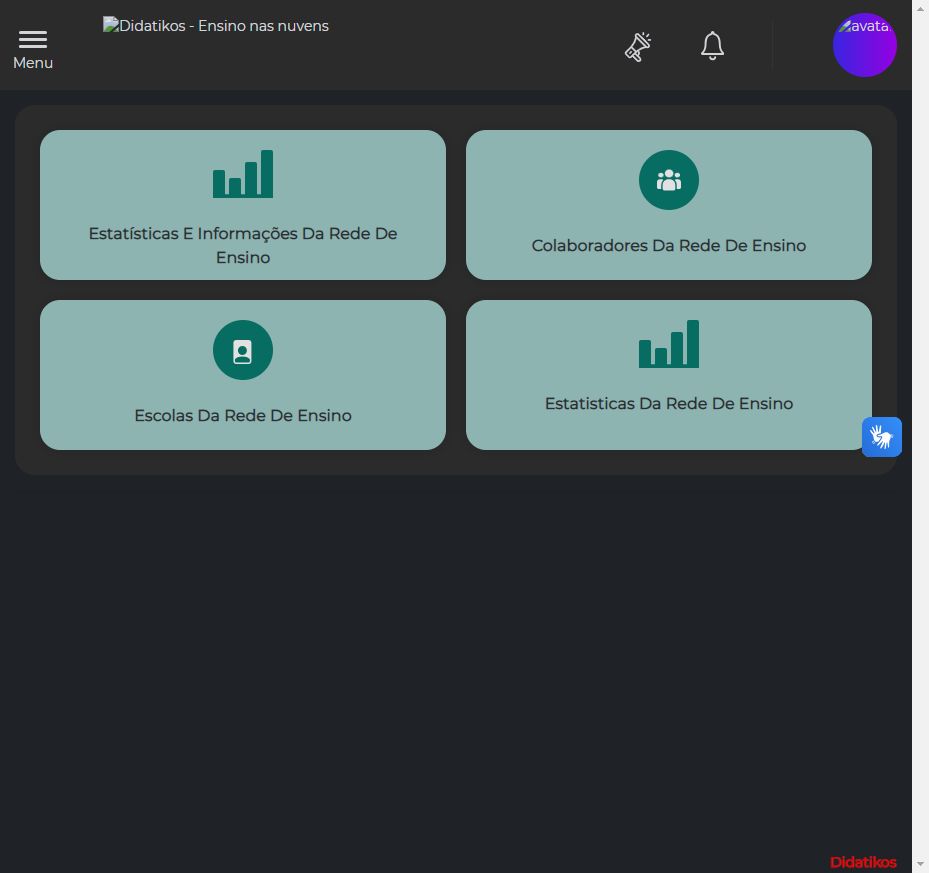 Didatikos - Ensino nas nuvens
Menu
avata
Estatísticas E Informações Da Rede De
Ensino
Colaboradores Da Rede De Ensino
Escolas Da Rede De Ensino
Estatisticas Da Rede De Ensino
Didatikos